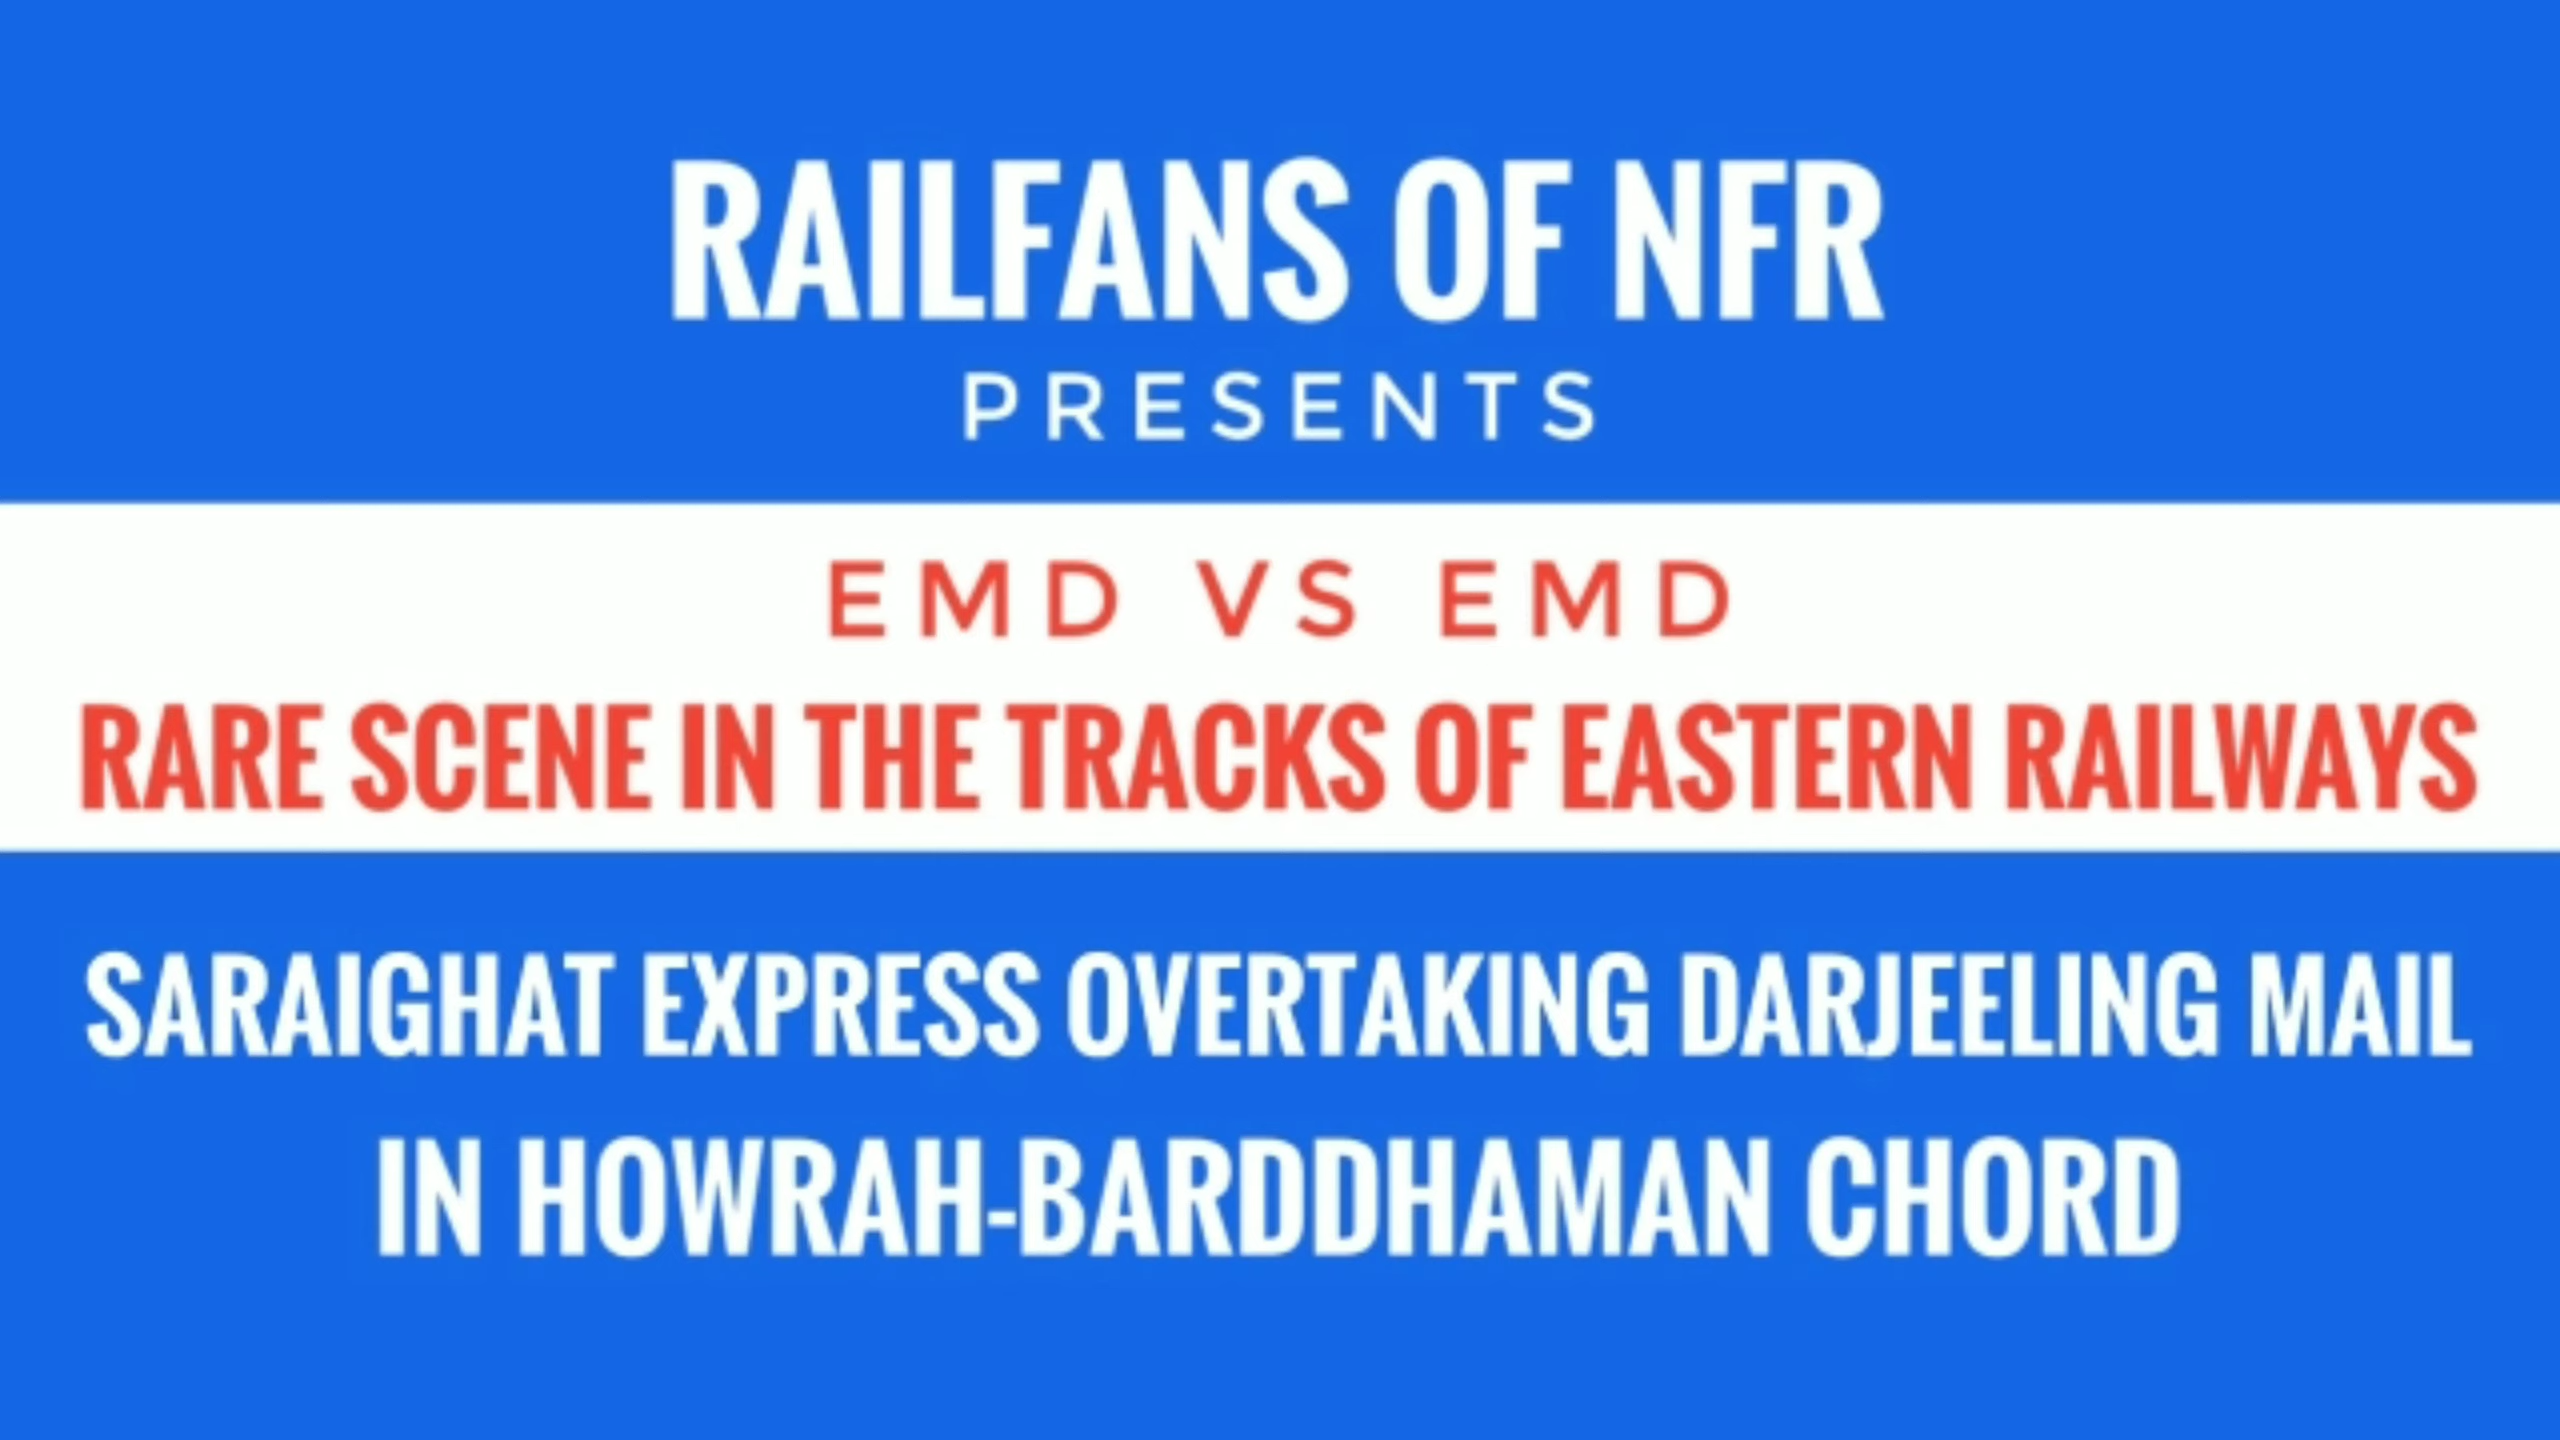 RAILFANS OF NFR
PRESENTS
EMD VS EMD
RARE SCENE IN THE TRACKS OF EASTERN RAILWAYS
SARAIGHAT EXPRESS OVERTAKING DARJEELING MAIL
IN HOWRAH-BARDDHAMAN CHORD